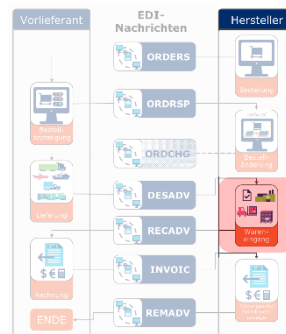 Vorlieferant
EDI-
Nachrichten
Hersteller
ORDERS
Bestellung
ORDRSP
Bestell-
bestätigung
ORDCHG
Bestell-
änderung
DESADV
Lieferung
Waren-
eingang
RECADV
INVOIC
Rechnung
REMADV
ENDE